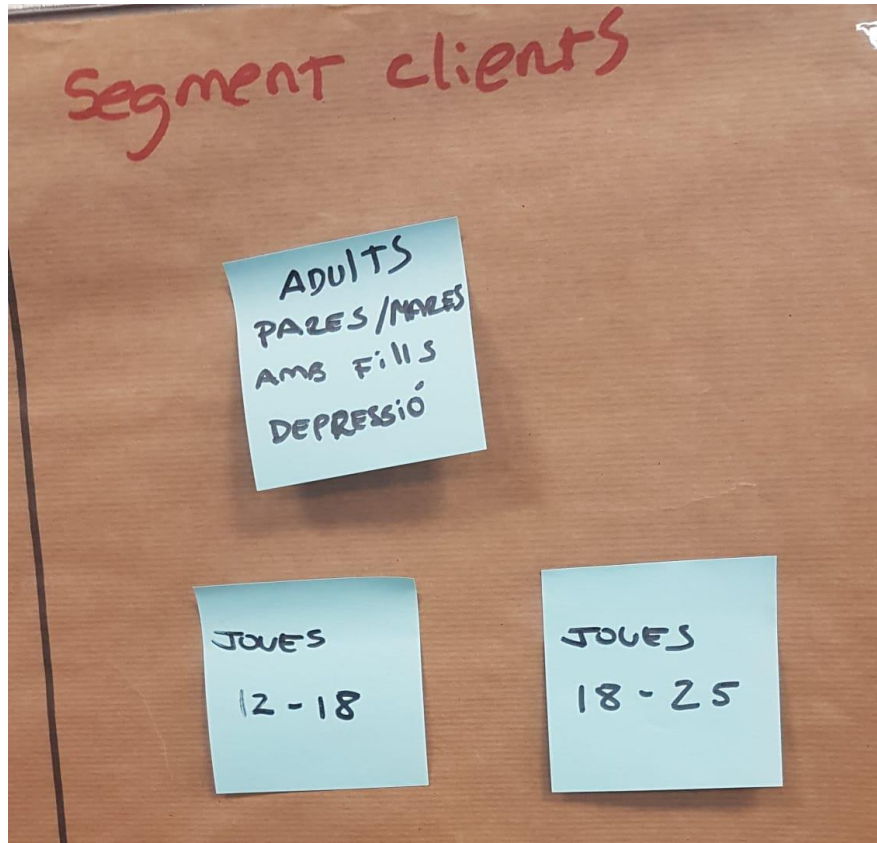 Segment clients
ADULTS
PARES/MARES
AMB FILLS
DEPRESSIÓ
JOVES
12-18
JOVES
18-25